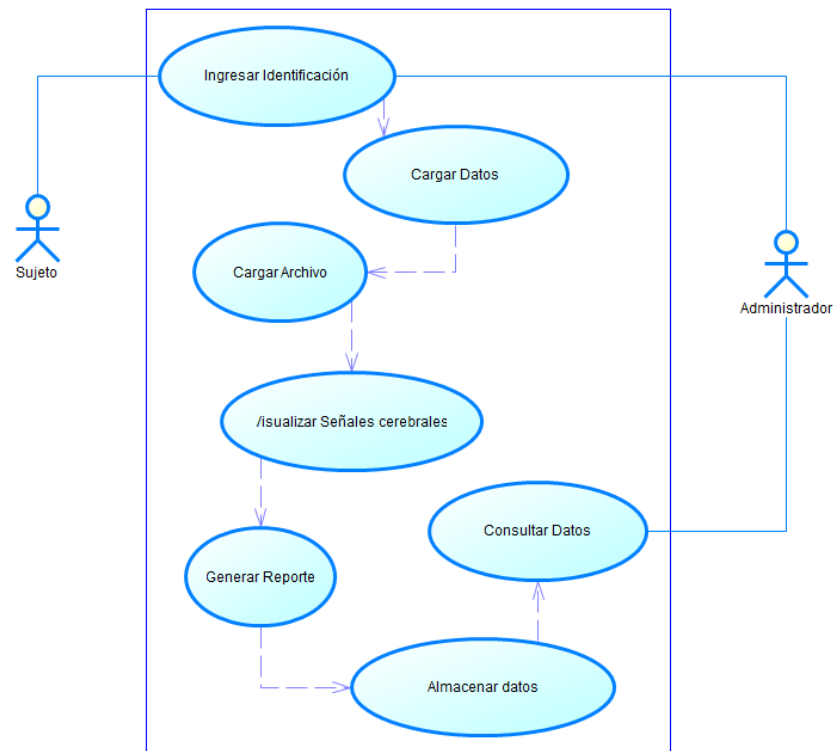 Ingresar Identificación
Cargar Datos
Sujeto
Cargar Archivo
Administrador
/isualizar Señales cerebrales
Consultar Datos
Generar Reporte
Almacenar datos